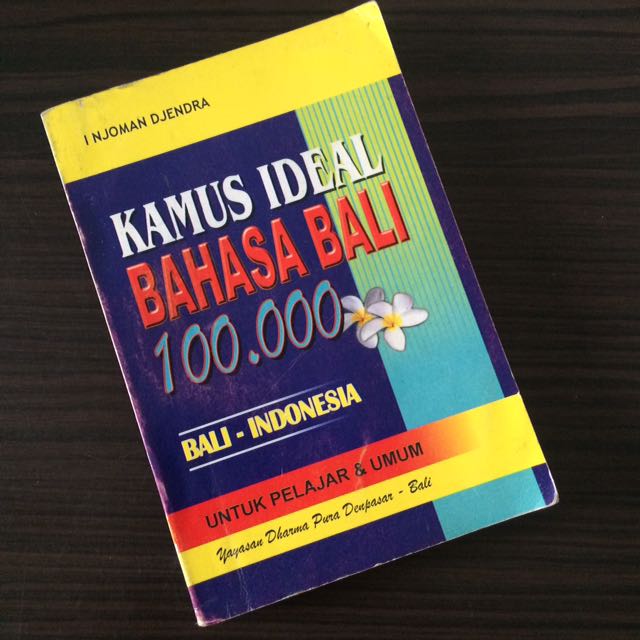 I NJOMAN DJENDRA
KAMUS IDEAL
BAHASA BALI
100.000
BALI - INDONESIA
UNTUK PELAJAR & UMUM
Yayasan Dharma Pura Denpasar - Bali